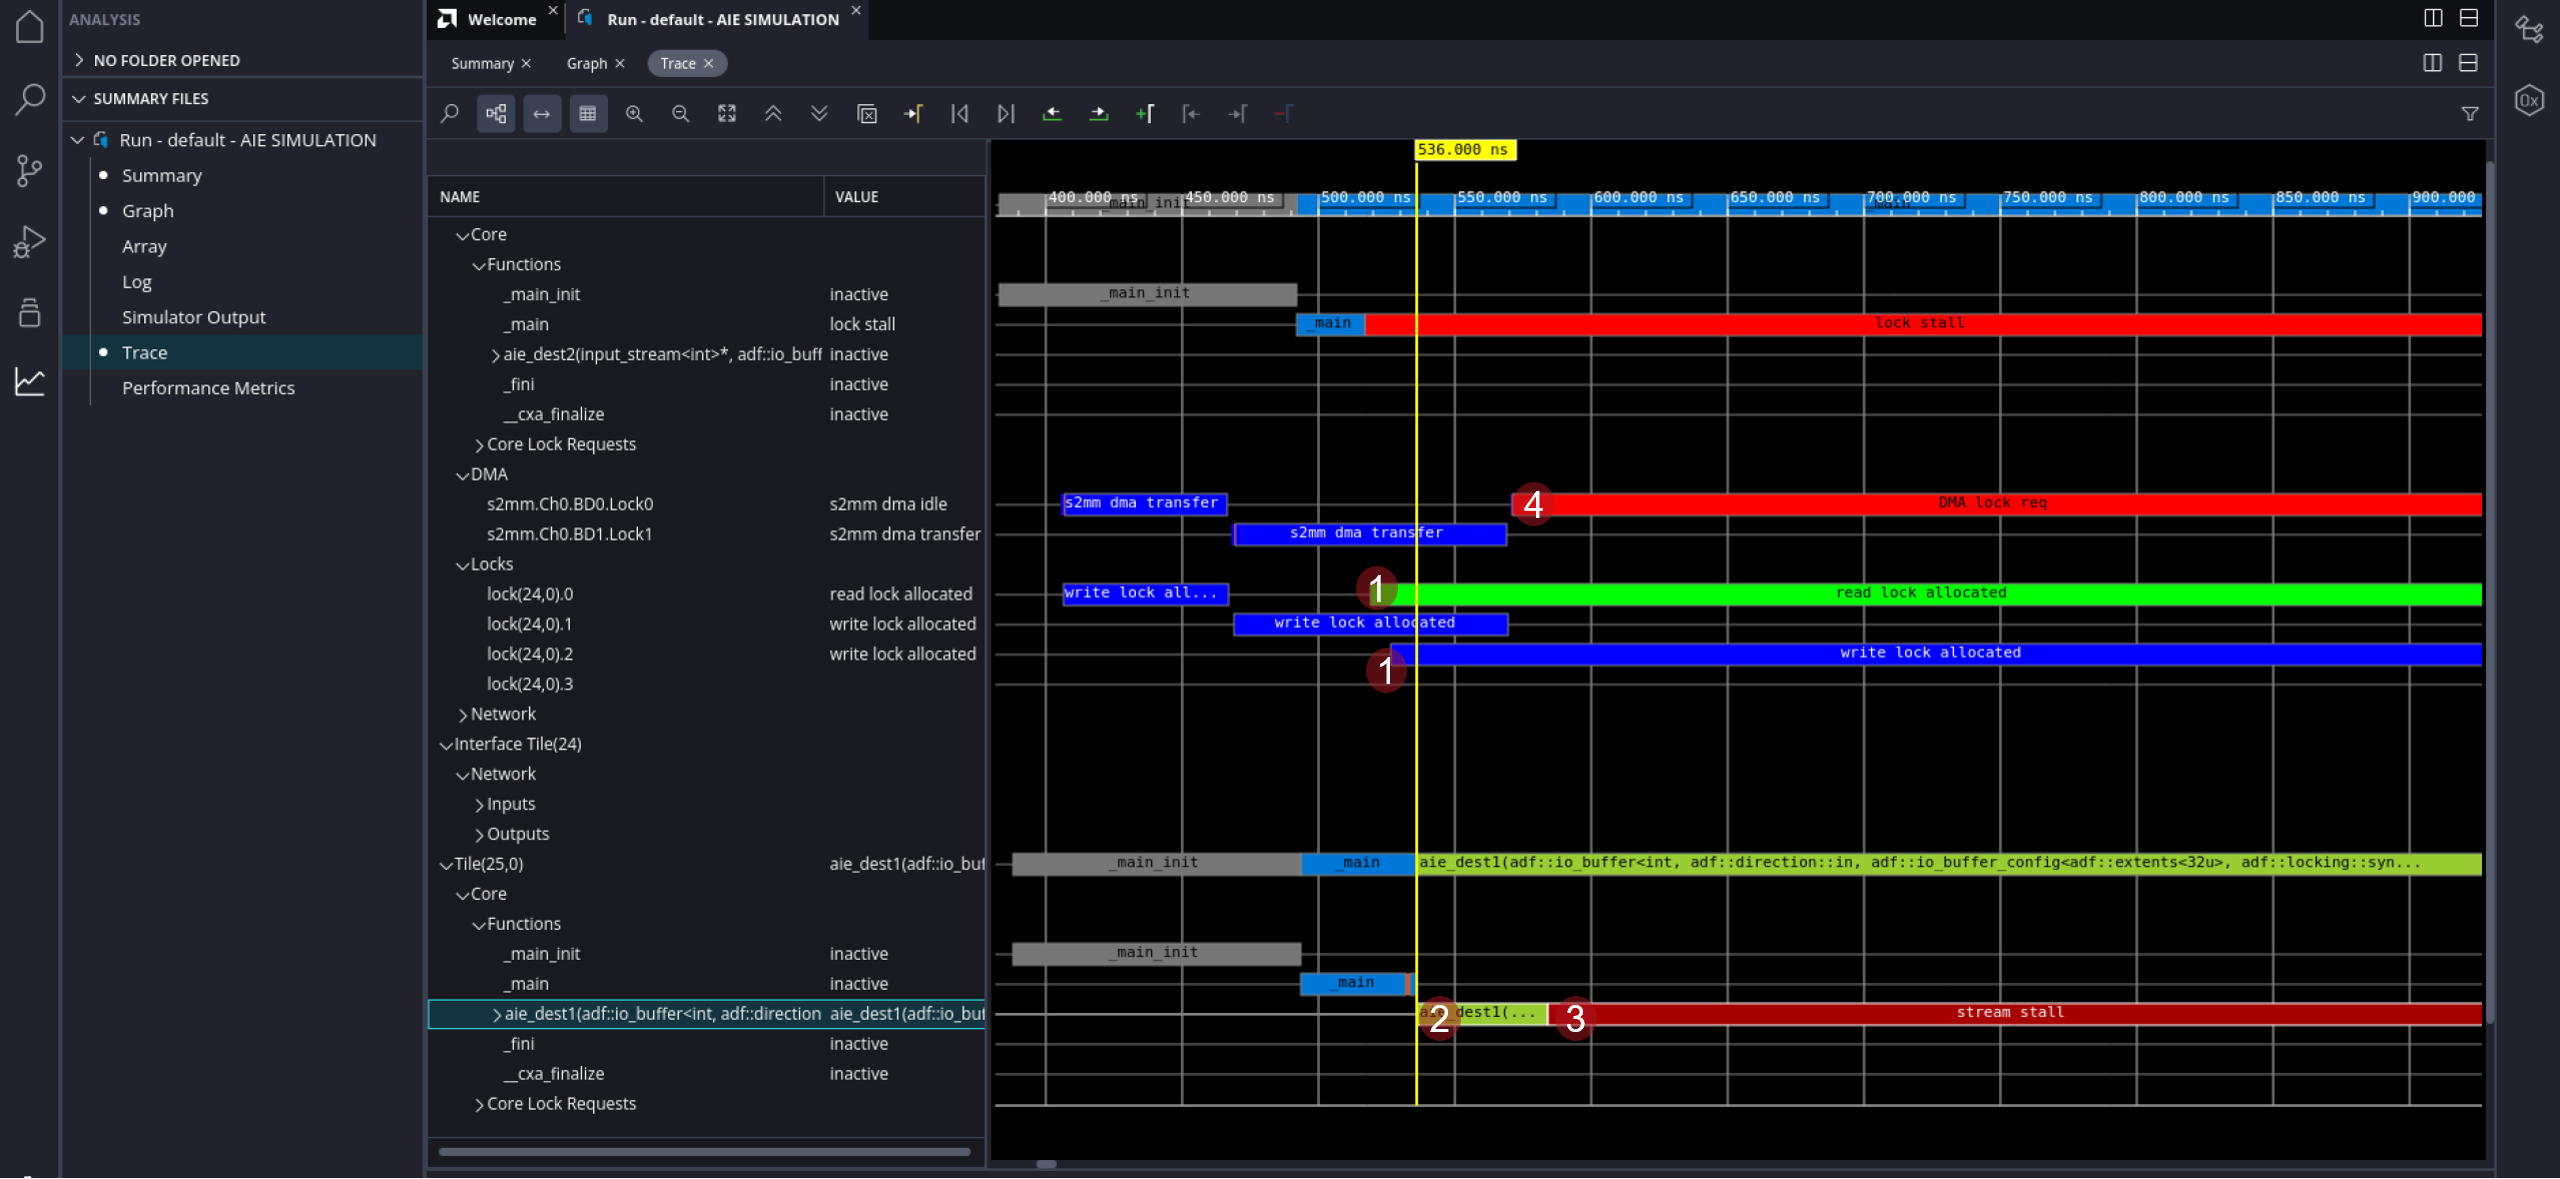 ANALYSIS
NO FOLDER OPENED
SUMMARY FILES
Run - default - AIE SIMULATION
Summary
Graph
Array
Log
Simulator Output
Trace
Performance Metrics
Welcome
Run - default - AIE SIMULATION
Summary
Graph
Trace
0x
NAME VALUE
536.000 ns
400.000 ns 450.000 ns 500.000 ns 550.000 ns 600.000 ns 650.000 ns 700.000 ns 750.000 ns 800.000 ns 850.000 ns 900.000
_main_init _main
Core
Functions
_main_init inactive _main_init
_main lock stall _main lock stall
aie_dest2(input_stream<int>*, adf::io_buff inactive
_fini inactive
__cxa_finalize inactive
Core Lock Requests
DMA
s2mm.Ch0.BD0.Lock0 s2mm dma idle s2mm dma transfer 4 DMA lock req
s2mm.Ch0.BD1.Lock1 s2mm dma transfer s2mm dma transfer
Locks
lock(24,0).0 read lock allocated write lock all... 1 read lock allocated
lock(24,0).1 write lock allocated write lock allocated
lock(24,0).2 write lock allocated 1 write lock allocated
lock(24,0).3
Network
Interface Tile(24)
Network
Inputs
Outputs
Tile(25,0) aie_dest1(adf::io_buf _main_init _main aie_dest1(adf::io_buffer<int, adf::direction::in, adf::io_buffer_config<adf::extents<32u>, adf::locking::syn...
Core
Functions
_main_init inactive _main_init
_main inactive _main
aie_dest1(adf::io_buffer<int, adf::direction aie_dest1(adf::io_buf 2 dest1(... 3 stream stall
_fini inactive
__cxa_finalize inactive
Core Lock Requests